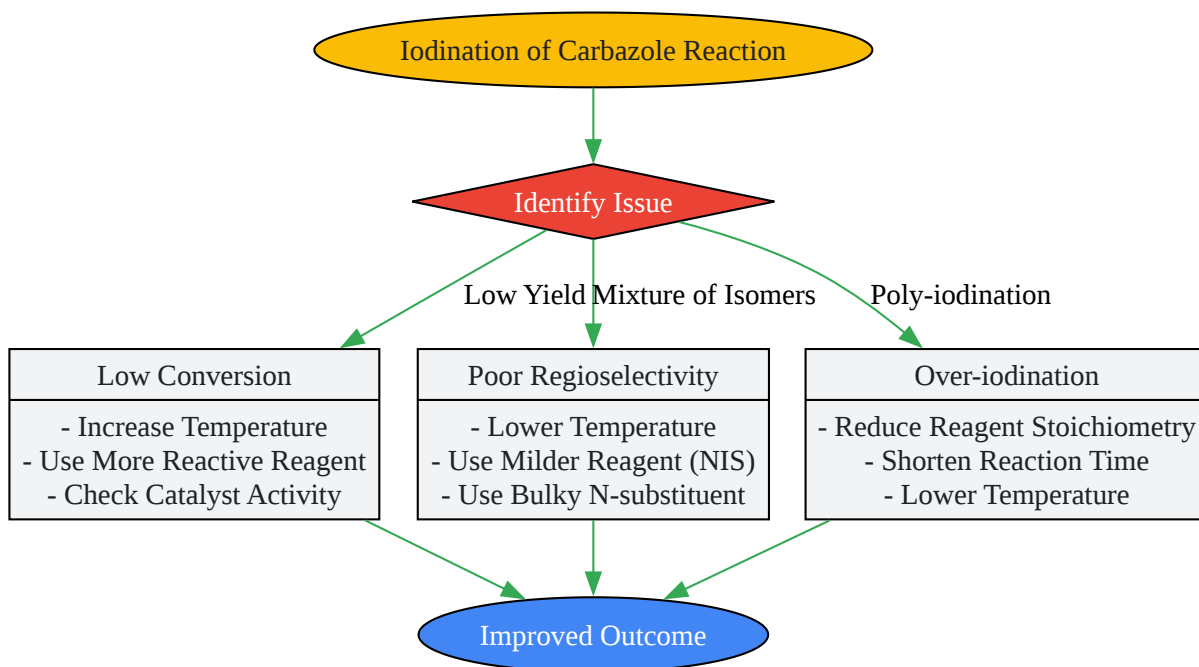 Iodination of Carbazole Reaction
Identify Issue
Low Yield
Mixture of Isomers
Poly-iodination
Low Conversion
- Increase Temperature
- Use More Reactive Reagent
- Check Catalyst Activity
Poor Regioselectivity
- Lower Temperature
- Use Milder Reagent (NIS)
- Use Bulky N-substituent
Over-iodination
- Reduce Reagent Stoichiometry
- Shorten Reaction Time
- Lower Temperature
Improved Outcome